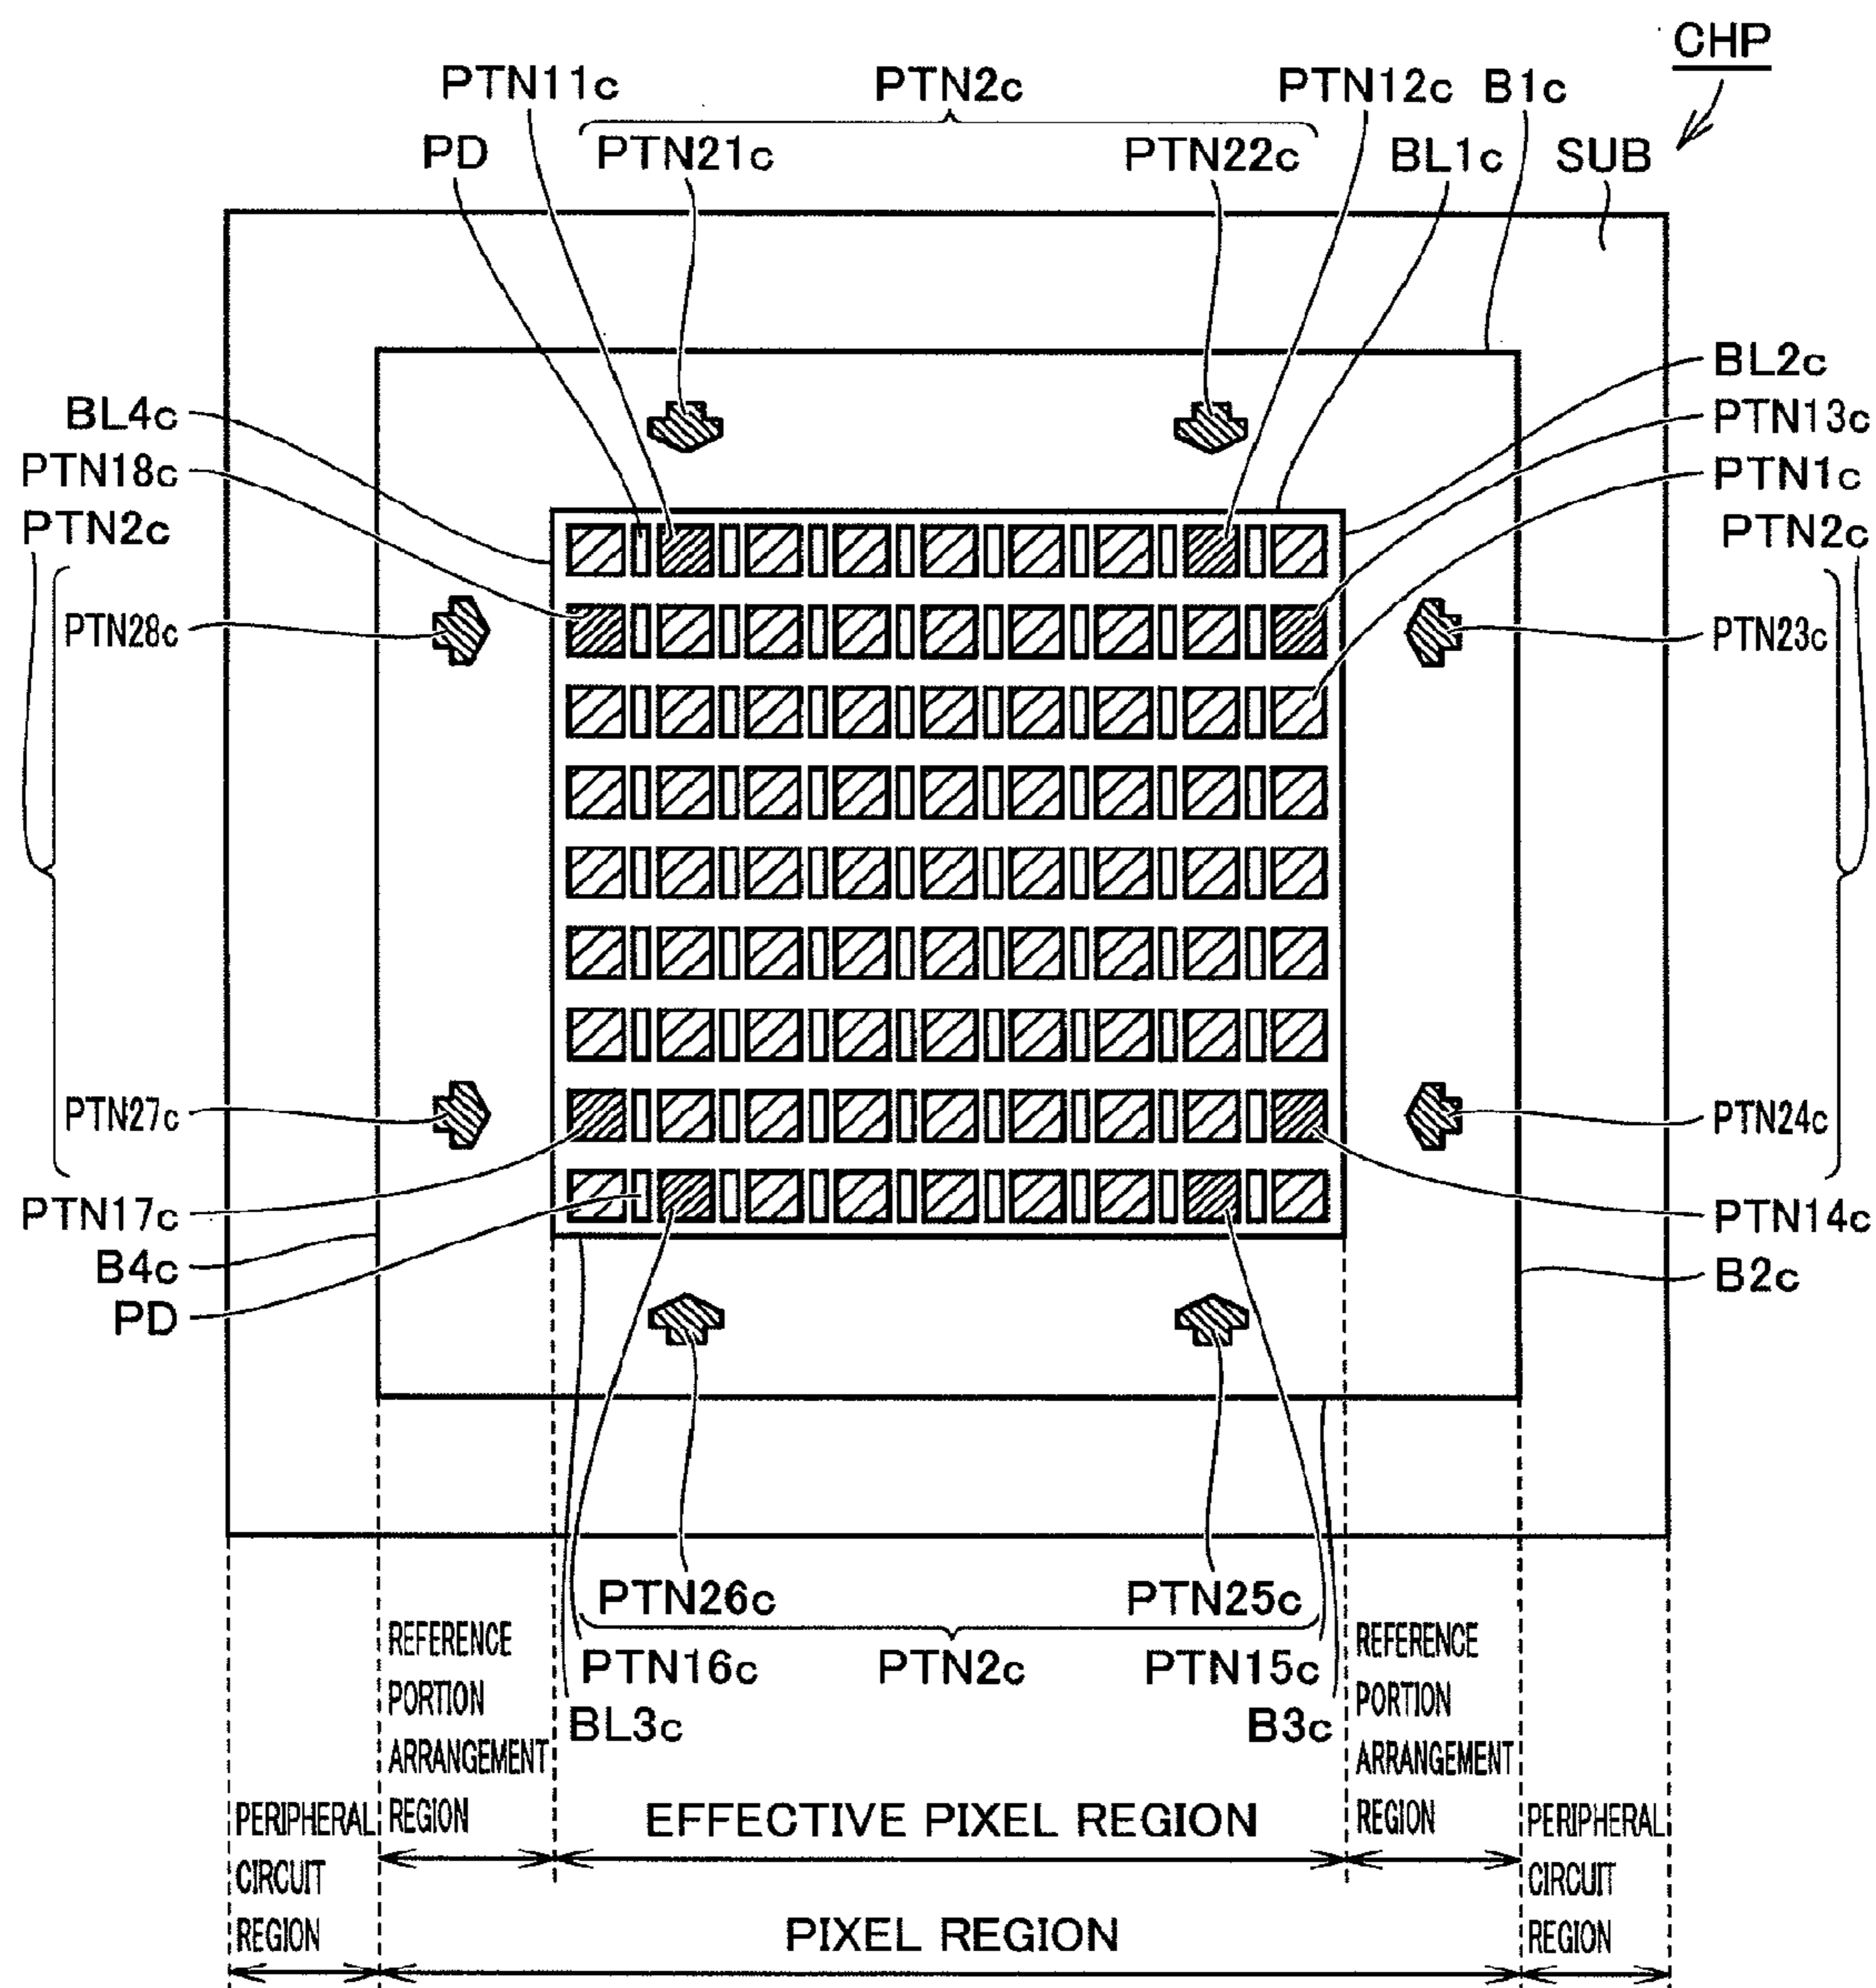 CHP
PTN11c
PTN2c
PTN12c
B1c
PD
PTN21c
PTN22c
BL1c
SUB
BL4c
BL2c
PTN18c
PTN13c
PTN2c
PTN1c
PTN2c
PTN28c
PTN23c
PTN27c
PTN24c
PTN17c
PTN14c
B4c
B2c
PD
PTN26c
PTN25c
PTN16c
PTN2c
PTN15c
BL3c
B3c
REFERENCE
PORTION
ARRANGEMENT
REGION
REFERENCE
PORTION
ARRANGEMENT
REGION
PERIPHERAL
CIRCUIT
REGION
EFFECTIVE PIXEL REGION
PERIPHERAL
CIRCUIT
REGION
PIXEL REGION